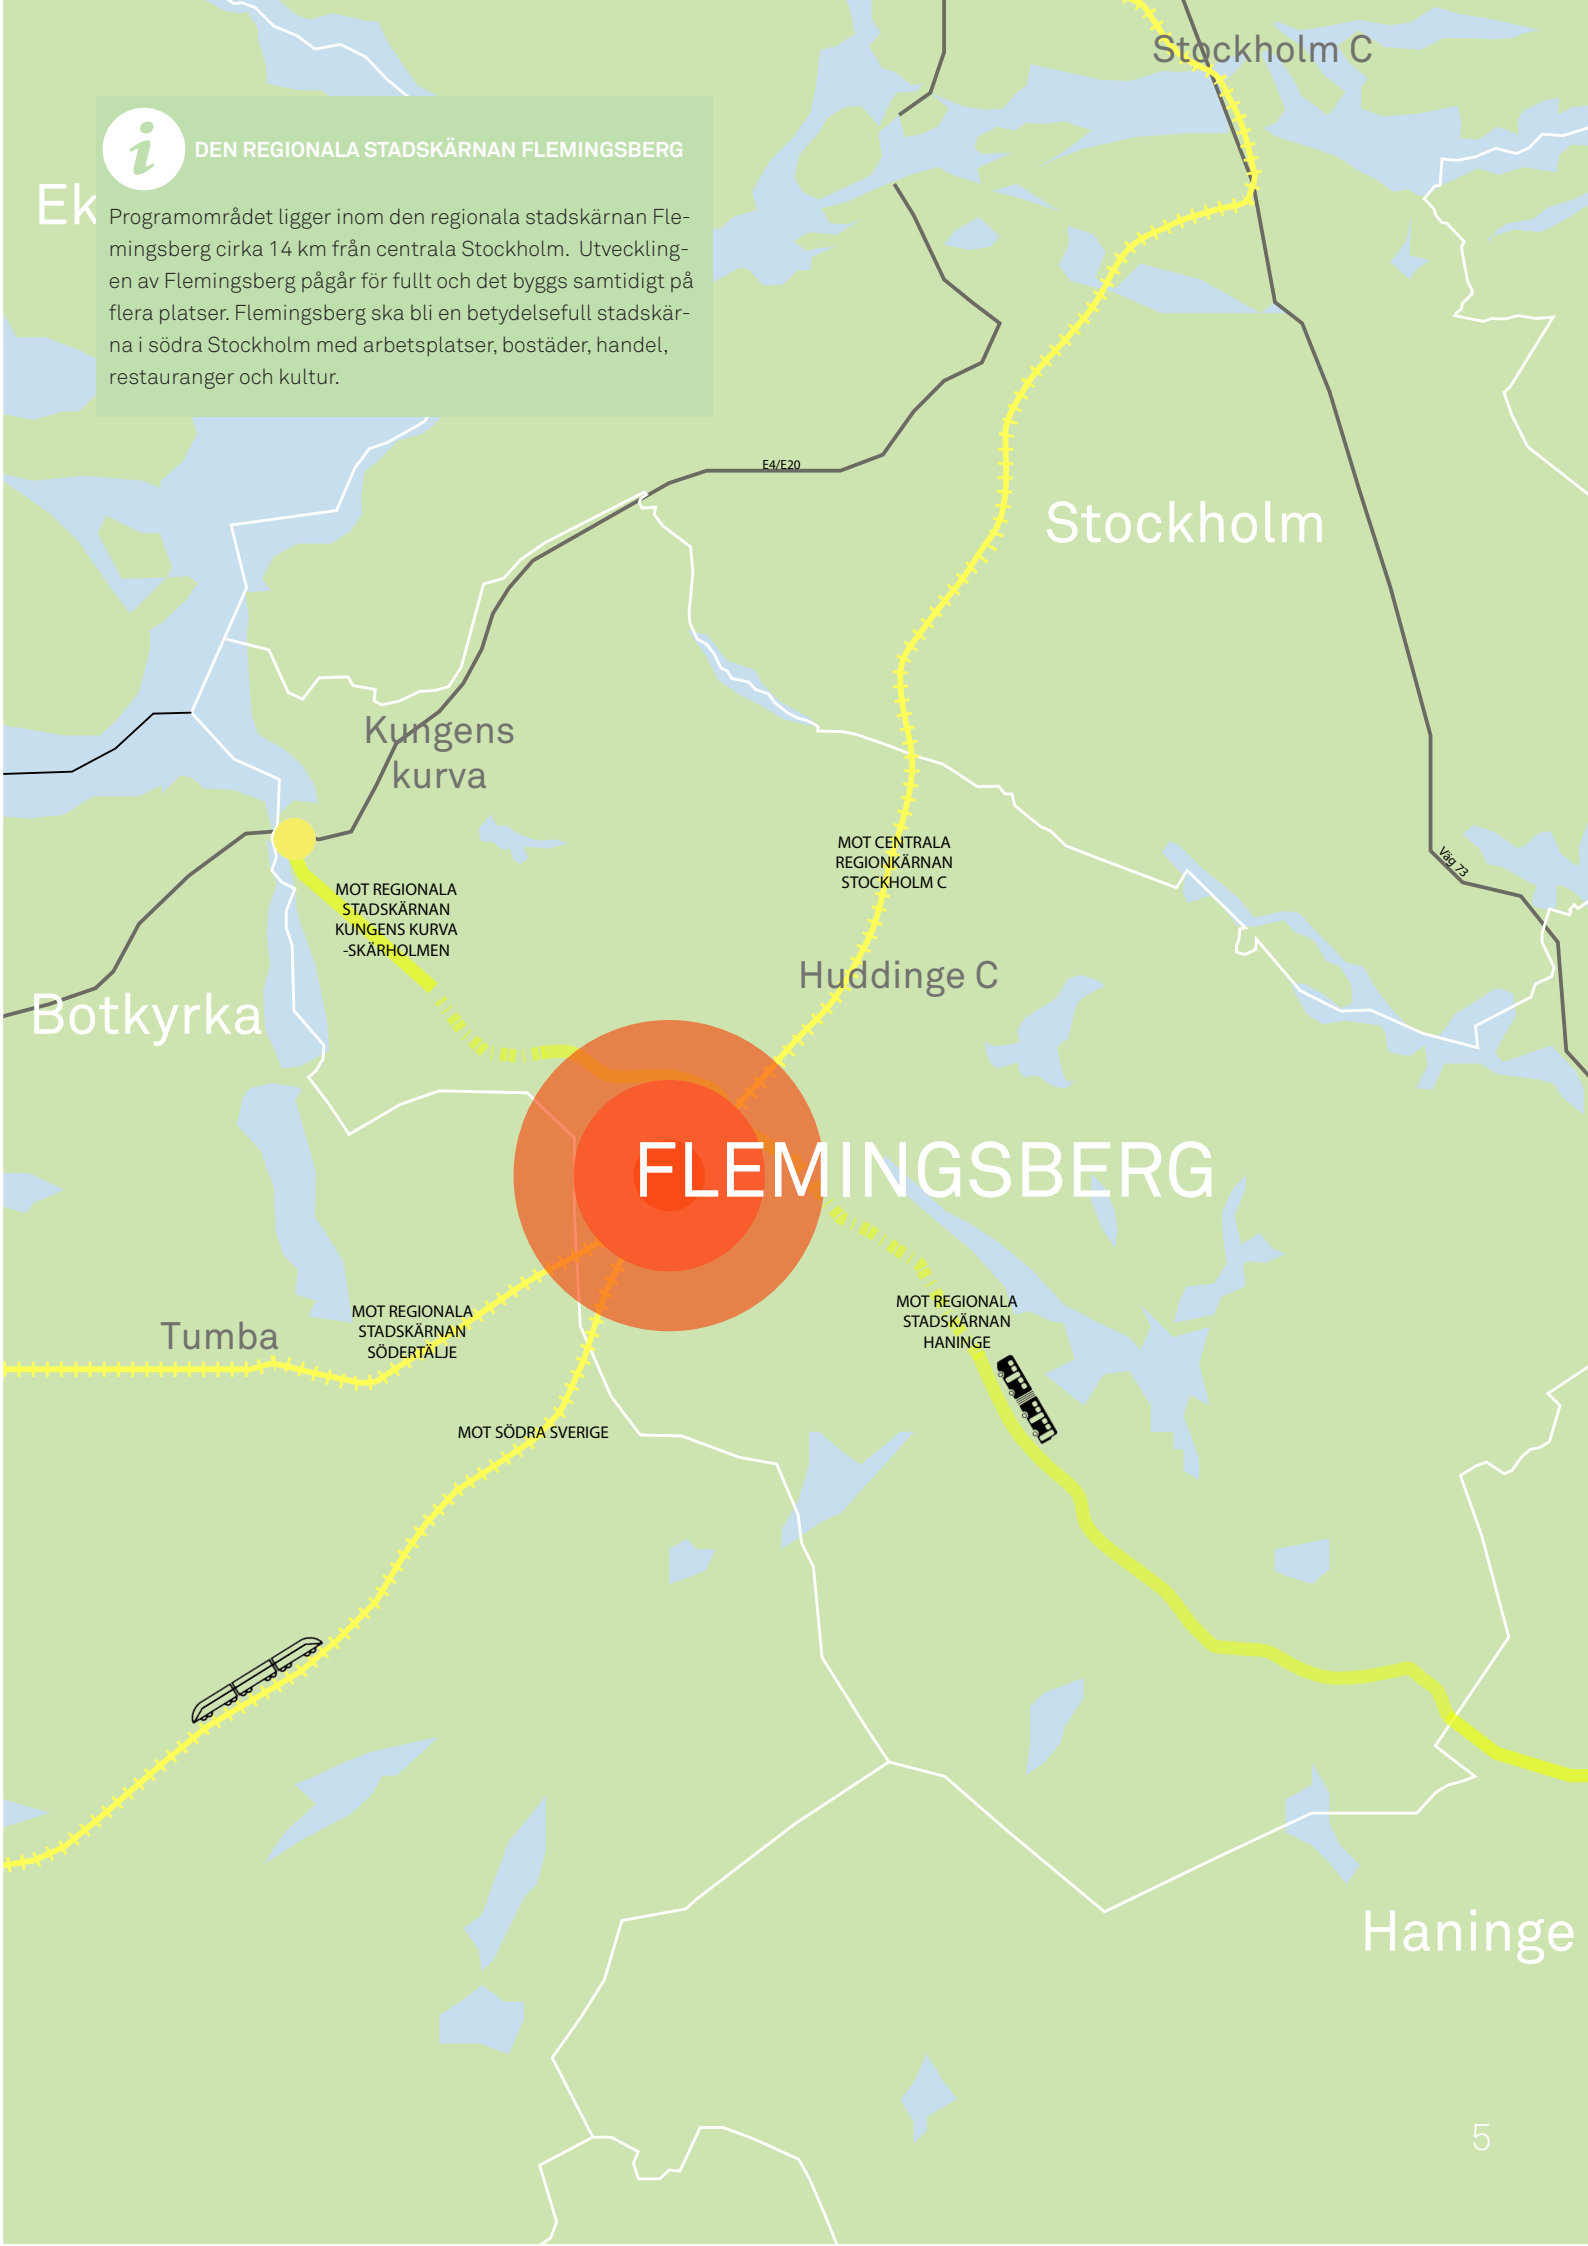 Stockholm C
DEN REGIONALA STADSKÄRNAN FLEMINGSBERG
Ek
Programområdet ligger inom den regionala stadskärnan Fle-
mingsberg cirka 14 km från centrala Stockholm. Utveckling-
en av Flemingsberg pågår för fullt och det byggs samtidigt på
flera platser. Flemingsberg ska bli en betydelsefull stadskär-
na i södra Stockholm med arbetsplatser, bostäder, handel,
restauranger och kultur.
E4/E20
Stockholm
Kungens
kurva
MOT CENTRALA
REGIONKÄRNAN
STOCKHOLM C
Väg 73
MOT REGIONALA
STADSKÄRNAN
KUNGENS KURVA
-SKÄRHOLMEN
Huddinge C
Botkyrka
FLEMINGSBERG
MOT REGIONALA
STADSKÄRNAN
HANINGE
MOT REGIONALA
STADSKÄRNAN
SÖDERTÄLJE
Tumba
MOT SÖDRA SVERIGE
Haninge
5